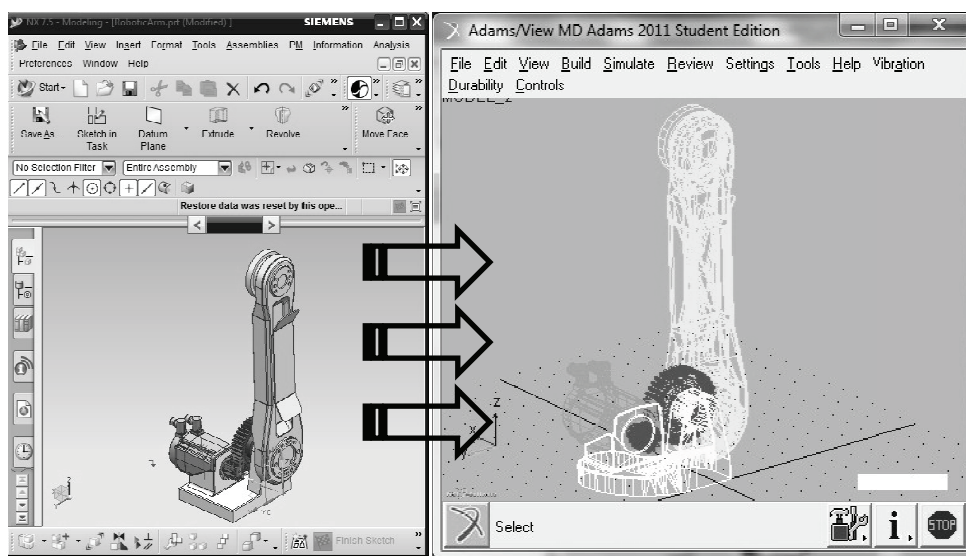 NX 7.5 - Modeling - [RoboticArm.prt (Modified) ] SIEMENS
File Edit View Insert Format Tools Assemblies PM Information Analysis
Preferences Window Help
Start
Save As Sketch in Task Datum Plane Extrude Revolve Move Face
No Selection Filter Entire Assembly
Restore data was reset by his ope...
Finish Sketch
Adams/View MD Adams 2011 Student Edition
File Edit View Build Simulate Review Settings Tools Help Vibration
Durability Controls
MODEL_2
Z
X
Select
i STOP